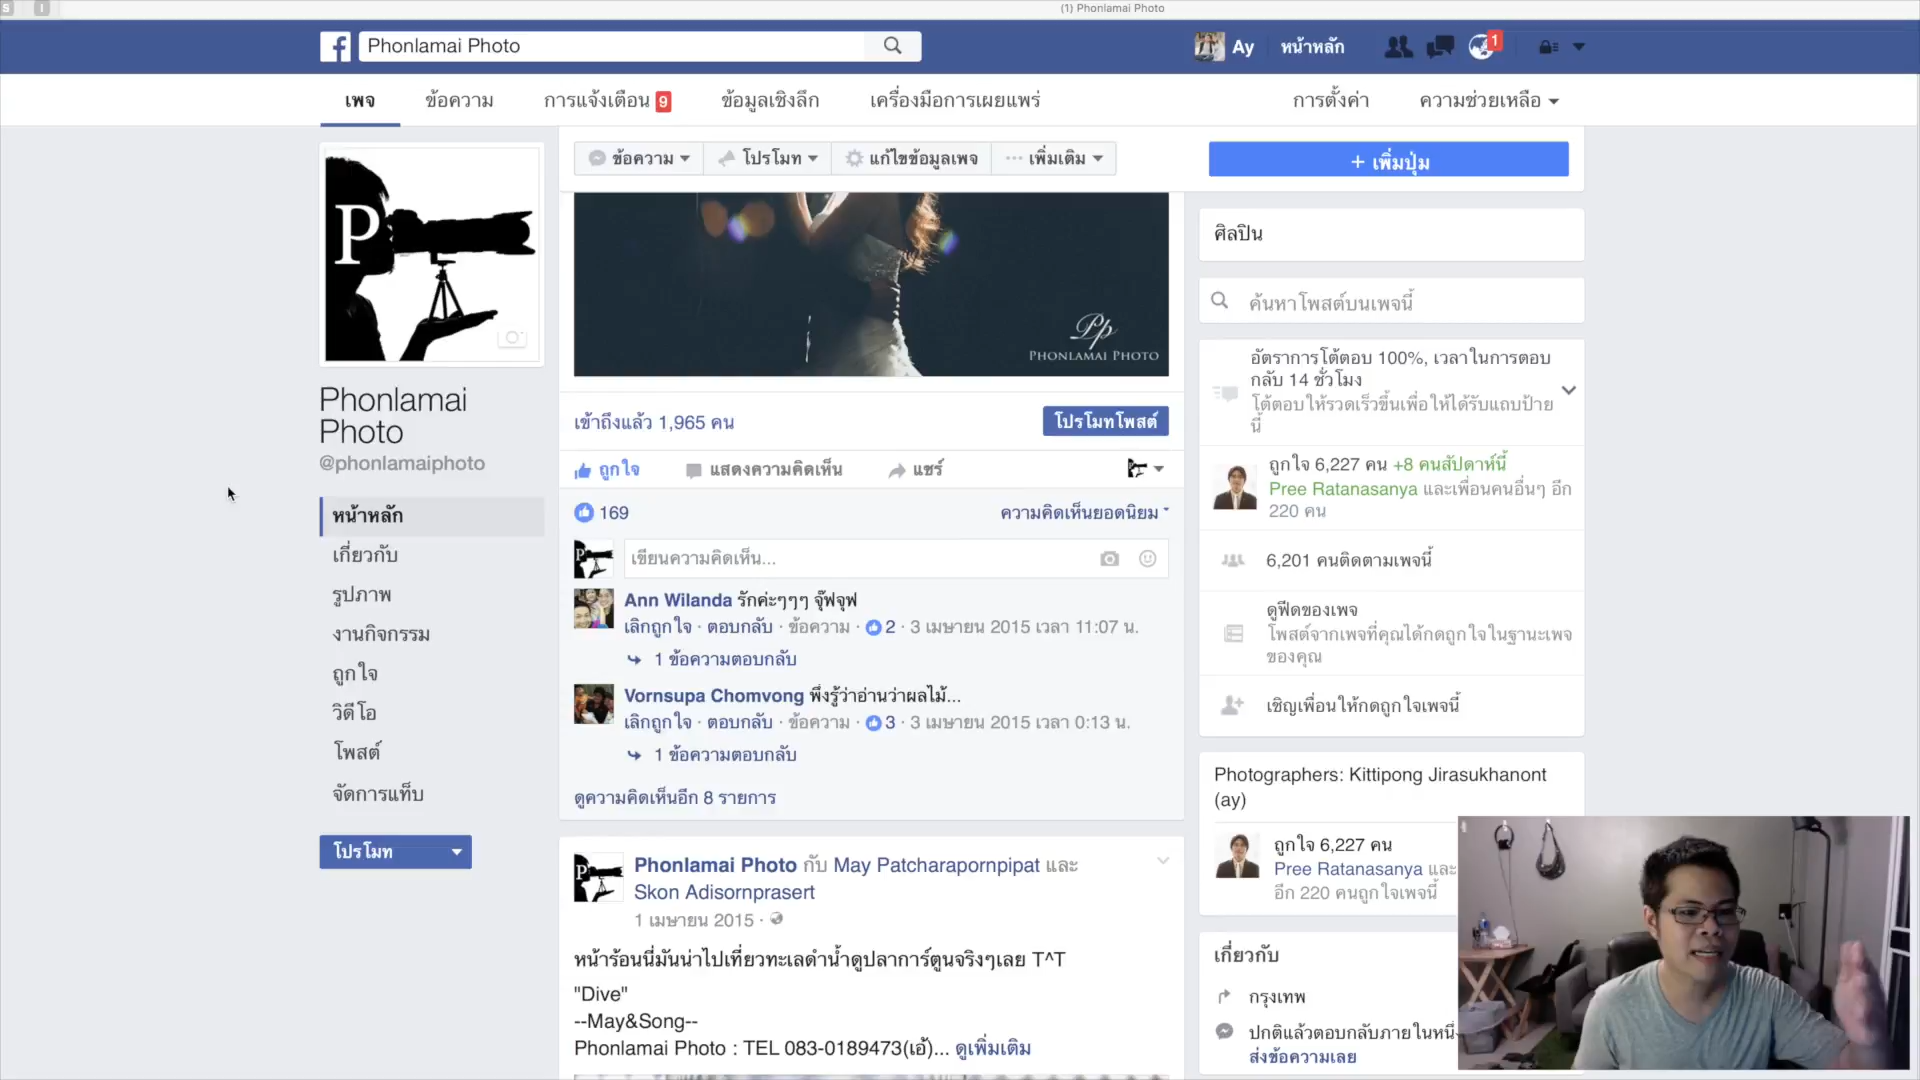 (1) Phonlamai Photo
Phonlamai Photo
Ay
หน้าหลัก
1
เพจ
ข้อความ
การแจ้งเตือน 9
ข้อมูลเชิงลึก
เครื่องมือการเผยแพร่
การตั้งค่า
ความช่วยเหลือ
ข้อความ
โปรโมท
แก้ไขข้อมูลเพจ
เพิ่มเติม
+ เพิ่มปุ่ม
P
Phonlamai
Photo
@phonlamaiphoto
หน้าหลัก
เกี่ยวกับ
รูปภาพ
งานกิจกรรม
ถูกใจ
วิดีโอ
โพสต์
จัดการแท็บ
โปรโมท
Pp
PHONLAMAI PHOTO
เข้าถึงแล้ว 1,965 คน
โปรโมทโพสต์
ถูกใจ
แสดงความคิดเห็น
แชร์
169
ความคิดเห็นยอดนิยม
เขียนความคิดเห็น...
Ann Wilanda รักค่ะๆๆๆ จุ๊ฟจุฟ
เลิกถูกใจ · ตอบกลับ · ข้อความ · 2 · 3 เมษายน 2015 เวลา 11:07 น.
1 ข้อความตอบกลับ
Vornsupa Chomvong พึ่งรู้ว่าอ่านว่าผลไม้...
เลิกถูกใจ · ตอบกลับ · ข้อความ · 3 · 3 เมษายน 2015 เวลา 0:13 น.
1 ข้อความตอบกลับ
ดูความคิดเห็นอีก 8 รายการ
Phonlamai Photo กับ May Patcharapornpipat และ
Skon Adisornprasert
1 เมษายน 2015 ·
หน้าร้อนนี่มันน่าไปเที่ยวทะเลดำน้ำดูปลาการ์ตูนจริงๆเลย T^T
"Dive"
--May&Song--
Phonlamai Photo : TEL 083-0189473(เอ้)... ดูเพิ่มเติม
ศิลปิน
ค้นหาโพสต์บนเพจนี้
อัตราการโต้ตอบ 100%, เวลาในการตอบ
กลับ 14 ชั่วโมง
โต้ตอบให้รวดเร็วขึ้นเพื่อให้ได้รับแถบป้าย
นี้
ถูกใจ 6,227 คน +8 คนสัปดาห์นี้
Pree Ratanasanya และเพื่อนคนอื่นๆ อีก
220 คน
6,201 คนติดตามเพจนี้
ดูฟีดของเพจ
โพสต์จากเพจที่คุณได้กดถูกใจในฐานะเพจ
ของคุณ
เชิญเพื่อนให้กดถูกใจเพจนี้
Photographers: Kittipong Jirasukhanont
(ay)
ถูกใจ 6,227 คน
Pree Ratanasanya และ
อีก 220 คนถูกใจเพจนี้
เกี่ยวกับ
กรุงเทพ
ปกติแล้วตอบกลับภายในหนึ่ง
ส่งข้อความเลย